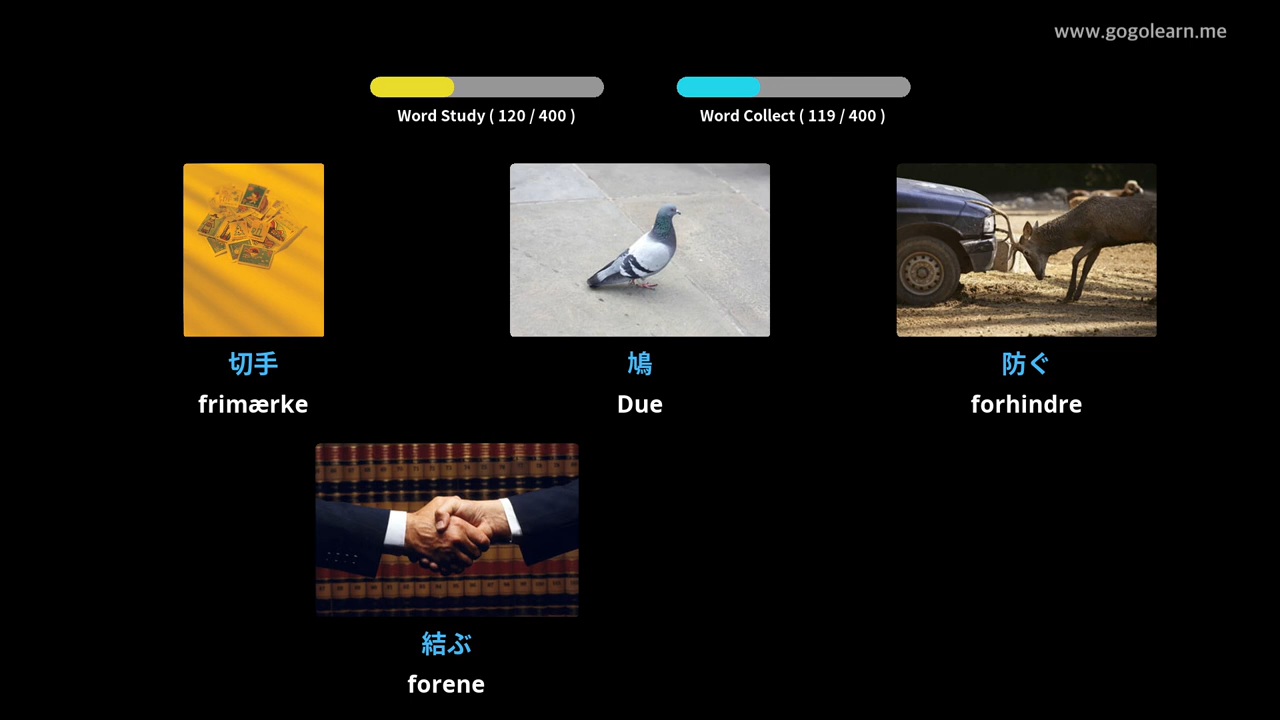 www.gogolearn.me
Word Study ( 120 / 400 )
Word Collect ( 119 / 400 )
切手
frimærke
鳩
Due
防ぐ
forhindre
結ぶ
forene